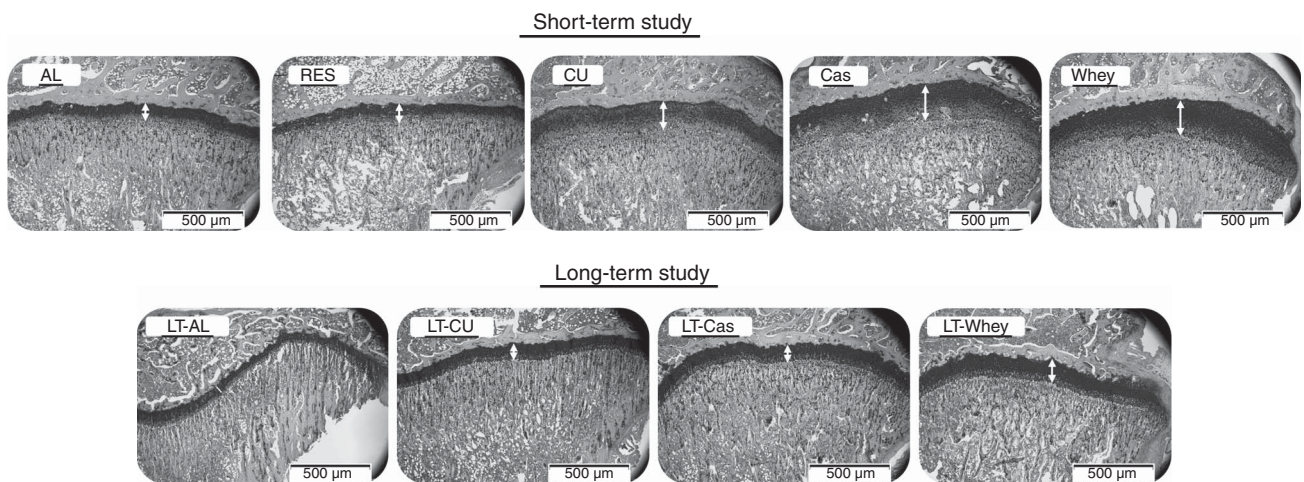 Short-term study
AL
RES
CU
Cas
Whey
500 µm
500 µm
500 µm
500 µm
500 µm
Long-term study
LT-AL
LT-CU
LT-Cas
LT-Whey
500 µm
500 µm
500 µm
500 µm